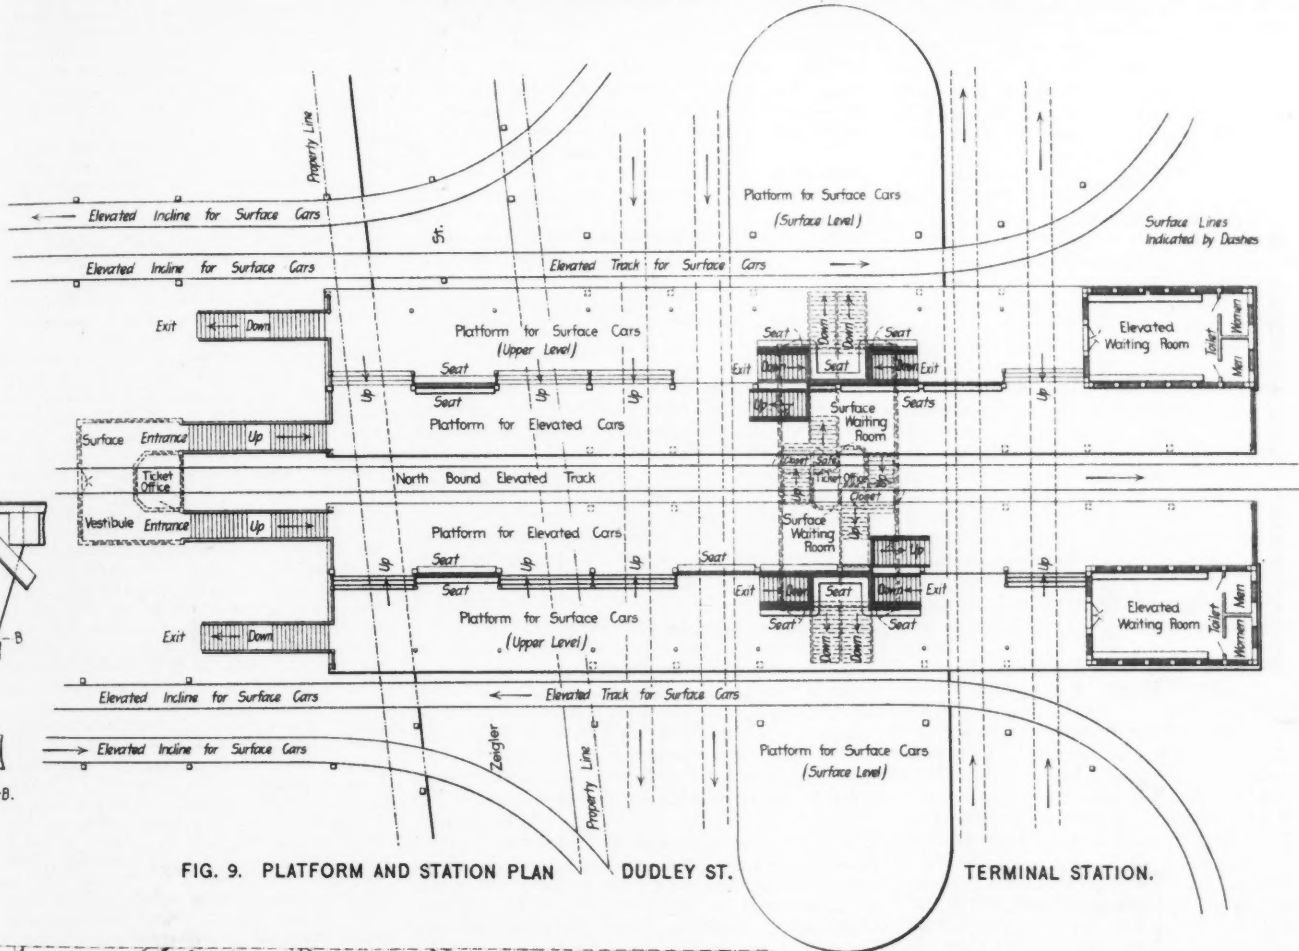 Property Line
Platform for Surface Cars
(Surface Level)
Surface Lines
Indicated by Dashes
Elevated Incline for Surface Cars
St.
Elevated Incline for Surface Cars
Elevated Track for Surface Cars
Exit
Down
Platform for Surface Cars
(Upper Level)
Seat
Down
Down
Seat
Elevated
Waiting Room
Toilet
Women
Men
Exit
Down
Seat
Down
Exit
Seat
Up
Up
Up
Seat
Up
Seats
Up
Platform for Elevated Cars
Surface
Waiting
Room
Surface
Entrance
Up
Ticket
Office
North Bound Elevated Track
Closet
Safe
Ticket Office
Up
Up
Closet
Vestibule
Entrance
Up
Platform for Elevated Cars
Surface
Waiting
Room
Up
Up
Up
Seat
Up
Up
Seat
Up
Seat
Exit
Down
Seat
Down
Exit
Seat
Seat
Platform for Surface Cars
(Upper Level)
Down
Down
Elevated
Waiting Room
Toilet
Men
Women
Exit
Down
B
Elevated Incline for Surface Cars
Elevated Track for Surface Cars
Elevated Incline for Surface Cars
Zeigler
Property Line
Platform for Surface Cars
(Surface Level)
B.
FIG. 9. PLATFORM AND STATION PLAN DUDLEY ST. TERMINAL STATION.